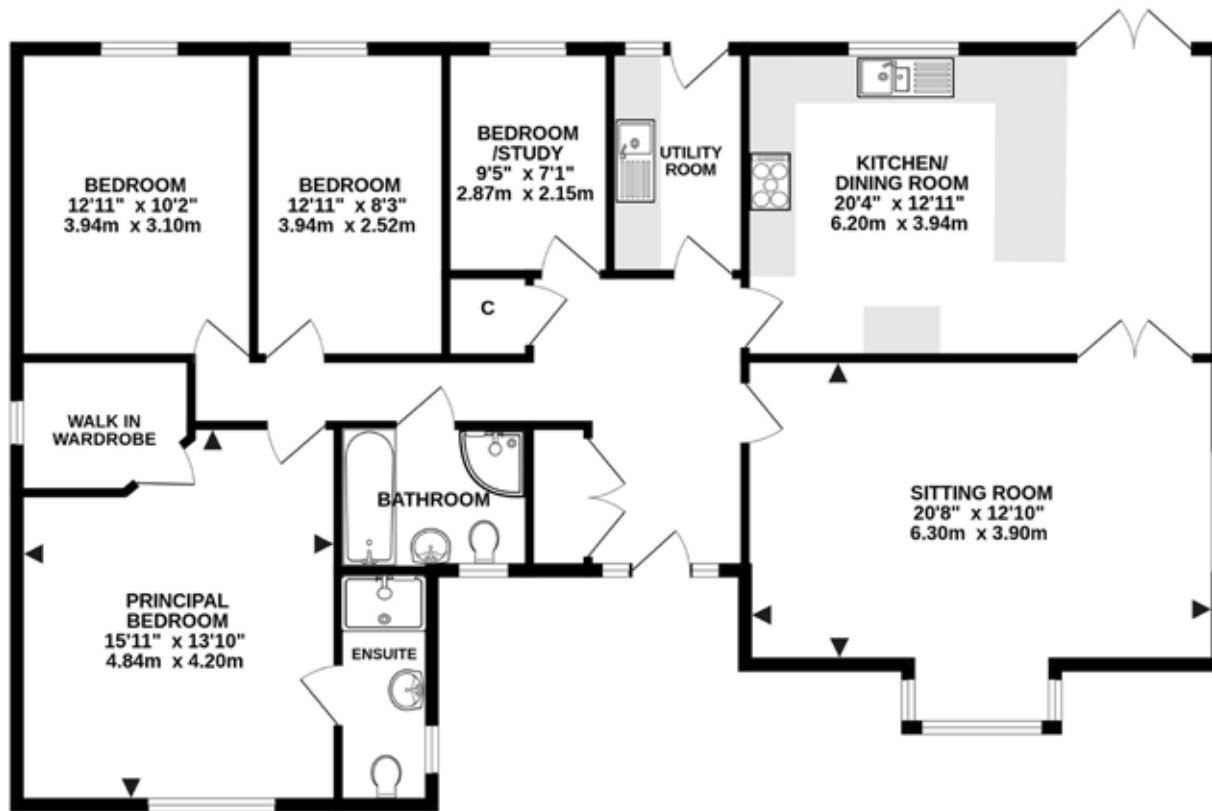 BEDROOM
12'11" x 10'2"
3.94m x 3.10m
BEDROOM
12'11" x 8'3"
3.94m x 2.52m
BEDROOM
/STUDY
9'5" x 7'1"
2.87m x 2.15m
UTILITY
ROOM
KITCHEN/
DINING ROOM
20'4" x 12'11"
6.20m x 3.94m
C
WALK IN
WARDROBE
BATHROOM
SITTING ROOM
20'8" x 12'10"
6.30m x 3.90m
PRINCIPAL
BEDROOM
15'11" x 13'10"
4.84m x 4.20m
ENSUITE